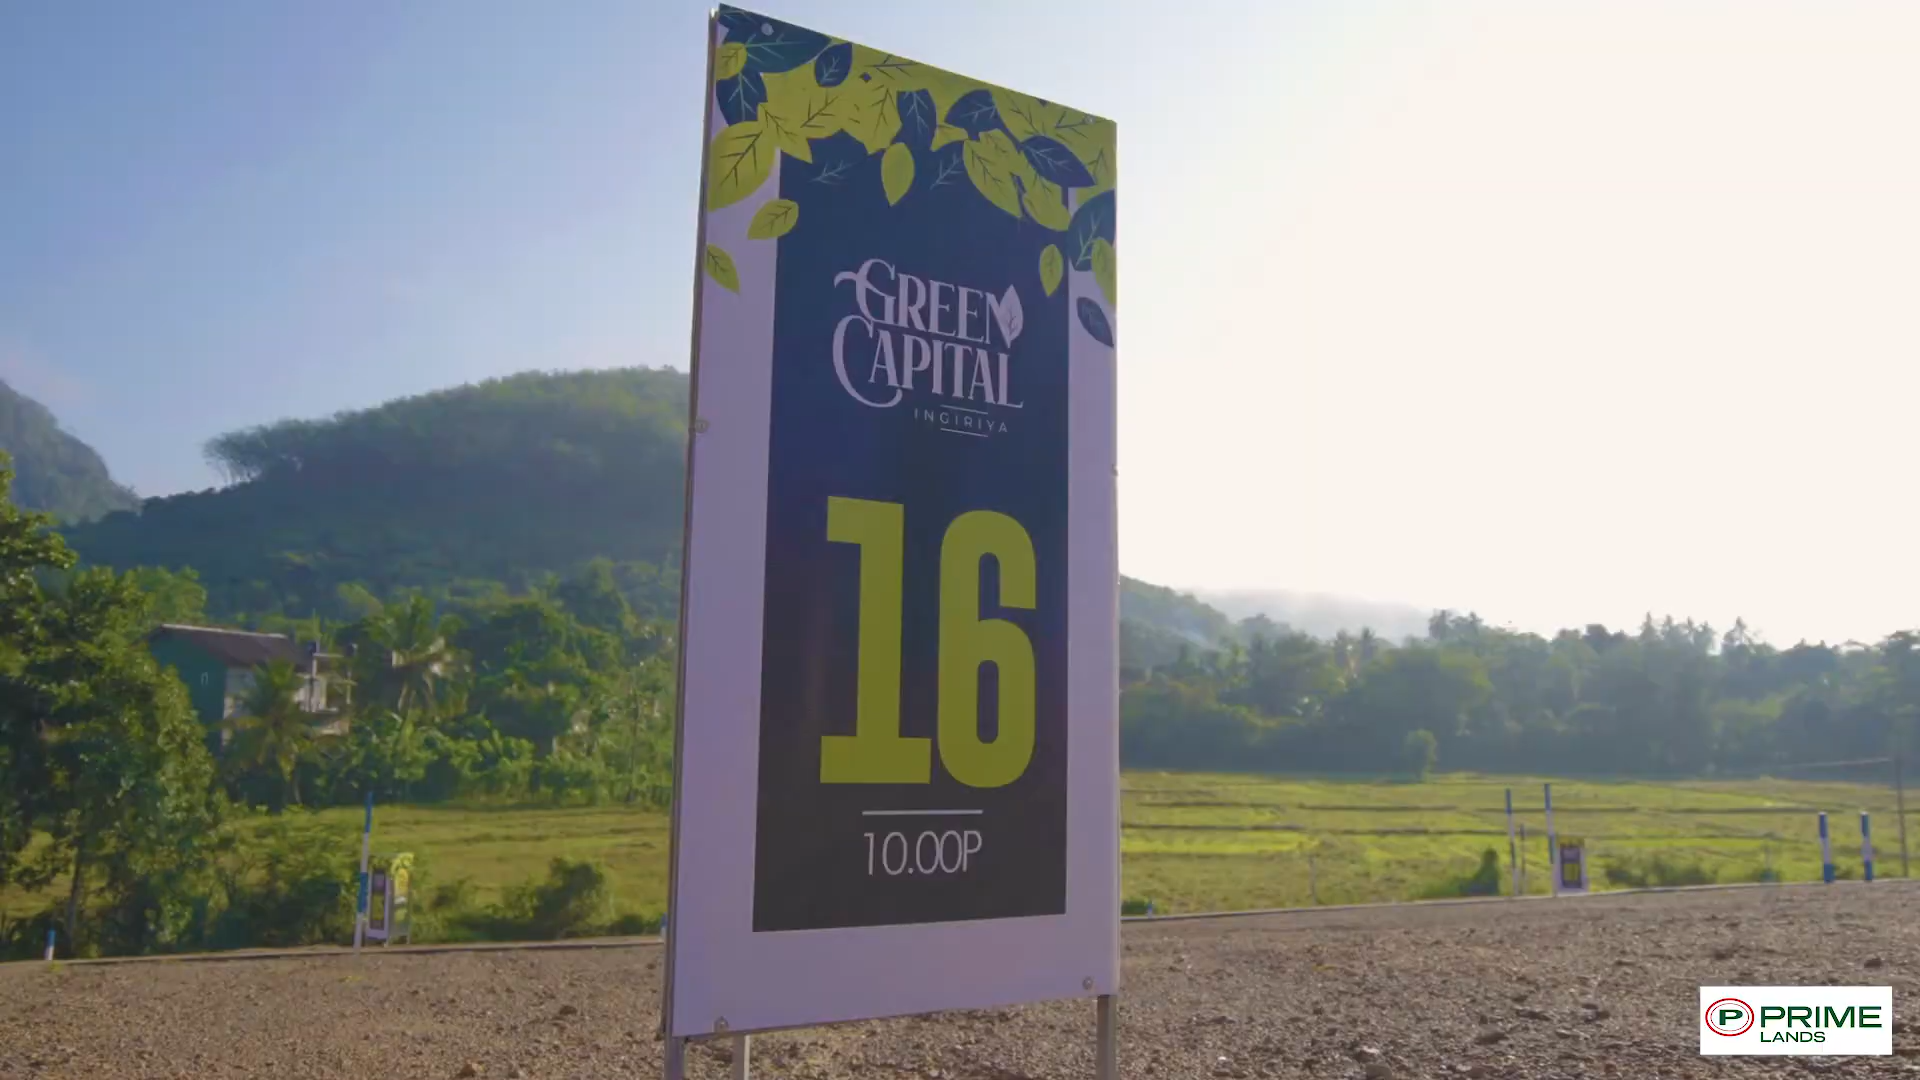 GREEN
CAPITAL
INGIRIYA
16
10.00P
P PRIME
LANDS